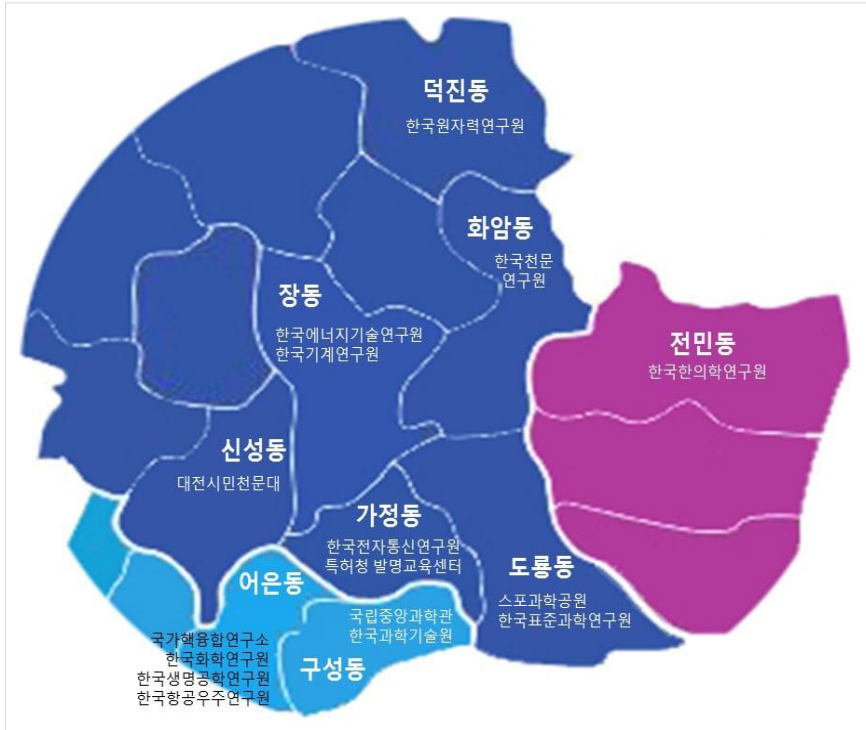 덕진동
한국원자력연구원
화암동
한국천문
연구원
장동
한국에너지기술연구원
한국기계연구원
전민동
한국한의학연구원
신성동
대전시민천문대
가정동
한국전자통신연구원
특허청 발명교육센터
도룡동
스포과학공원
한국표준과학연구원
어은동
국가핵융합연구소
한국화학연구원
한국생명공학연구원
한국항공우주연구원
국립중앙과학관
한국과학기술원
구성동